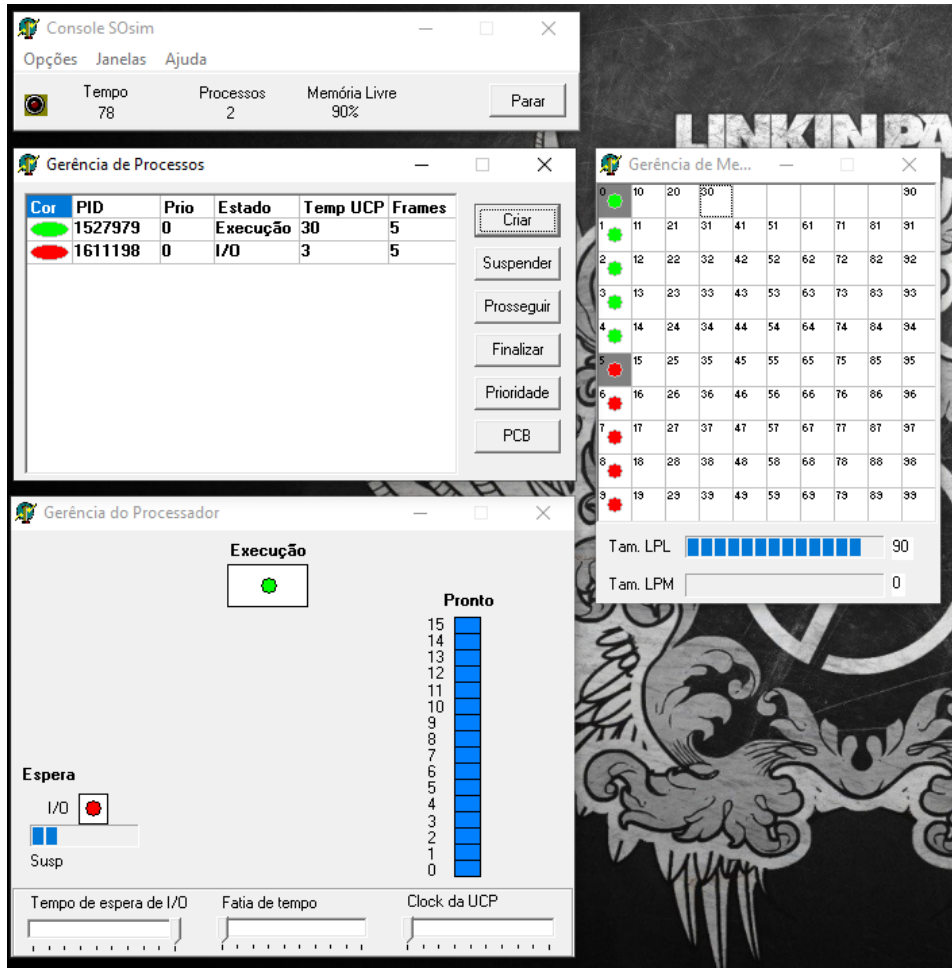 Console SOsim
Opções Janelas Ajuda
Tempo Processos Memória Livre
78 2 90%
Parar
LINKIN PA
Gerência de Processos
Cor PID Prio Estado Temp UCP Frames
1527979 0 Execução 30 5
1611198 0 I/O 3 5
Criar
Suspender
Prosseguir
Finalizar
Prioridade
PCB
Gerência de Me...
0 10 20 30 90
1 11 21 31 41 51 61 71 81 91
2 12 22 32 42 52 62 72 82 92
3 13 23 33 43 53 63 73 83 93
4 14 24 34 44 54 64 74 84 94
5 15 25 35 45 55 65 75 85 95
6 16 26 36 46 56 66 76 86 96
7 17 27 37 47 57 67 77 87 97
8 18 28 38 48 58 68 78 88 98
9 19 29 39 49 59 69 79 89 99
Tam. LPL 90
Tam. LPM 0
Gerência do Processador
Execução
Pronto
15
14
13
12
11
10
9
8
7
6
5
4
3
2
1
0
Espera
I/O
Susp
Tempo de espera de I/O Fatia de tempo Clock da UCP